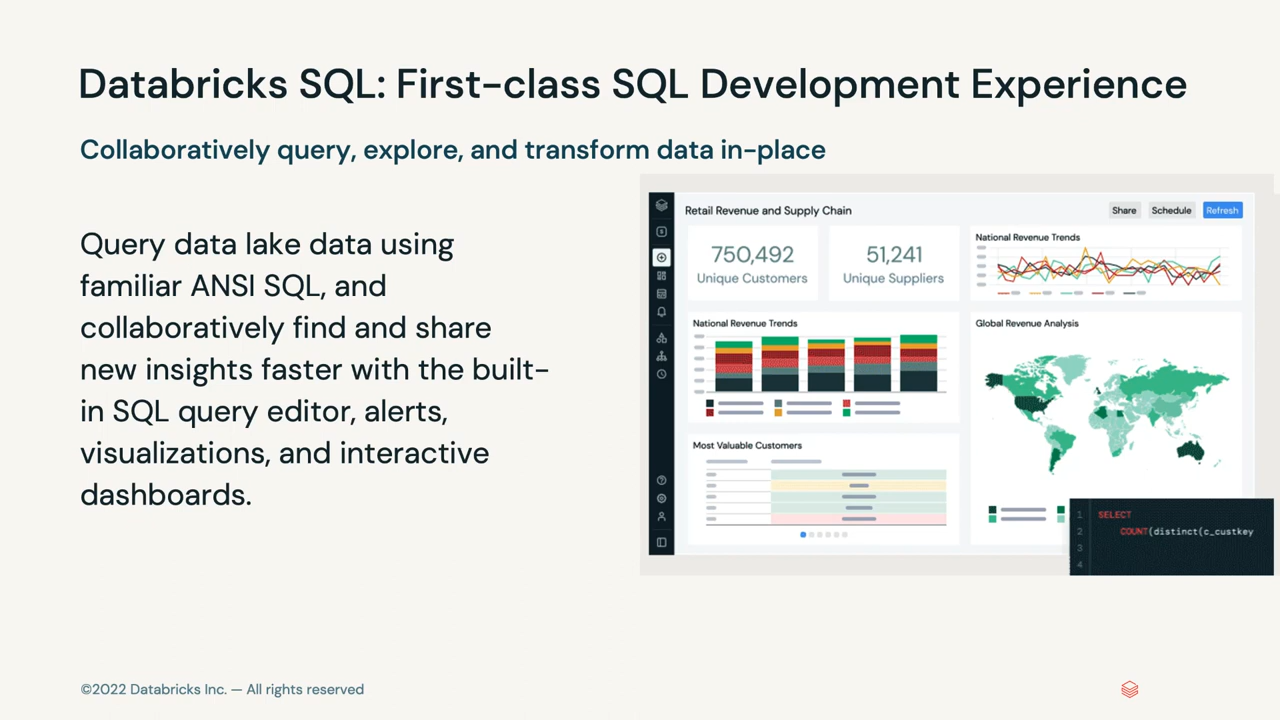 Databricks SQL: First-class SQL Development Experience
Collaboratively query, explore, and transform data in-place
Query data lake data using
familiar ANSI SQL, and
collaboratively find and share
new insights faster with the built-
in SQL query editor, alerts,
visualizations, and interactive
dashboards.
Retail Revenue and Supply Chain
Share
Schedule
Refresh
750,492
Unique Customers
51,241
Unique Suppliers
National Revenue Trends
National Revenue Trends
Global Revenue Analysis
Most Valuable Customers
1 SELECT
2 COUNT(distinct(c_custkey
3
4
©2022 Databricks Inc. — All rights reserved